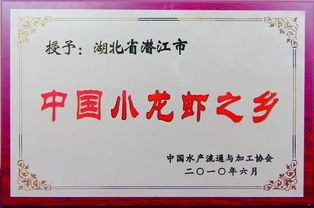 授予：湖北省潜江市
中国小龙虾之乡
中国水产流通与加工协会
二〇一〇年六月